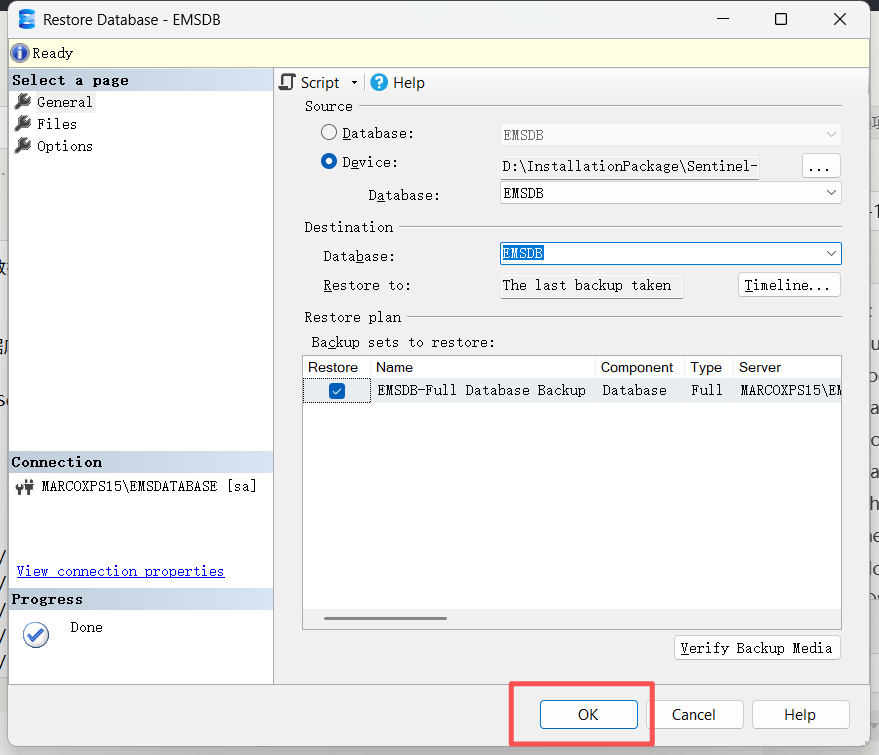 Restore Database - EMSDB
Ready
Select a page
General
Files
Options
Script
Help
Source
Database:
EMSDB
Device:
D:\InstallationPackage\Sentinel-
...
Database:
EMSDB
Destination
Database:
EMSDB
Restore to:
The last backup taken
Timeline...
Restore plan
Backup sets to restore:
Restore Name Component Type Server
EMSDB-Full Database Backup Database Full MARCOXPS15\EM
Connection
MARCOXPS15\EMSDATABASE [sa]
View connection properties
Progress
Done
Verify Backup Media
OK
Cancel
Help